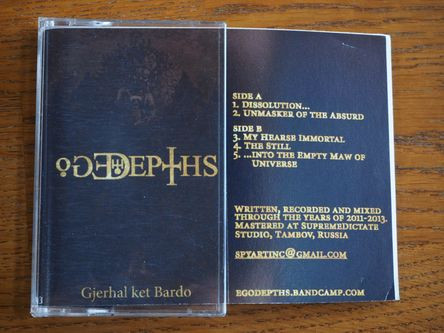 EGO DEPTHS
Gjerhal ket Bardo
SIDE A
1. DISSOLUTION...
2. UNMASKER OF THE ABSURD
SIDE B
3. MY HEARSE IMMORTAL
4. THE STILL
5. ...INTO THE EMPTY MAW OF
UNIVERSE
WRITTEN, RECORDED AND MIXED
THROUGH THE YEARS OF 2011-2013.
MASTERED AT SUPREMEDICTATE
STUDIO, TAMBOV, RUSSIA
SPYARTINC@GMAIL.COM
EGODEPTHS.BANDCAMP.COM